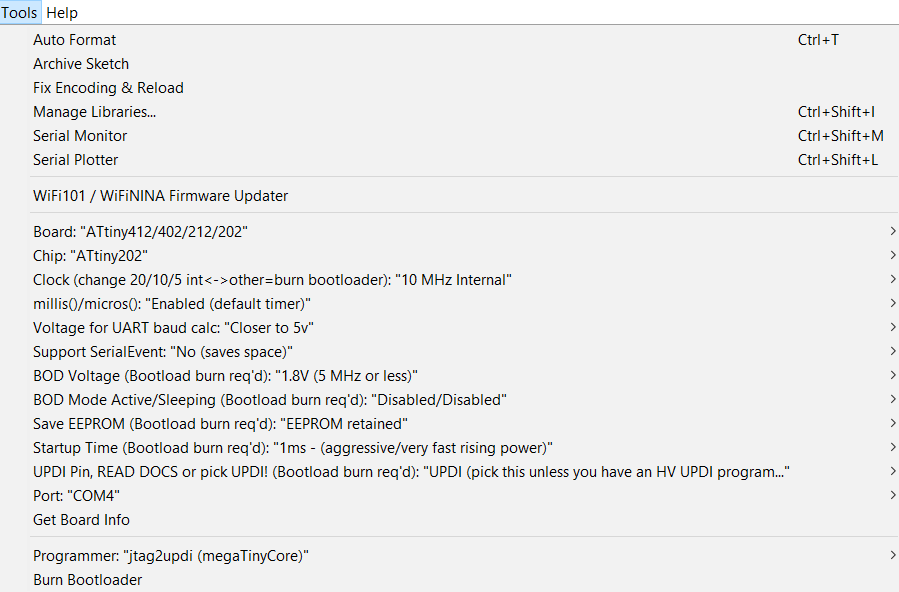 Tools Help
Auto Format Ctrl+T
Archive Sketch
Fix Encoding & Reload
Manage Libraries... Ctrl+Shift+I
Serial Monitor Ctrl+Shift+M
Serial Plotter Ctrl+Shift+L
WiFi101 / WiFiNINA Firmware Updater
Board: "ATtiny412/402/212/202"
Chip: "ATtiny202"
Clock (change 20/10/5 int<->other=burn bootloader): "10 MHz Internal"
millis()/micros(): "Enabled (default timer)"
Voltage for UART baud calc: "Closer to 5v"
Support SerialEvent: "No (saves space)"
BOD Voltage (Bootload burn req'd): "1.8V (5 MHz or less)"
BOD Mode Active/Sleeping (Bootload burn req'd): "Disabled/Disabled"
Save EEPROM (Bootload burn req'd): "EEPROM retained"
Startup Time (Bootload burn req'd): "1ms - (aggressive/very fast rising power)"
UPDI Pin, READ DOCS or pick UPDI! (Bootload burn req'd): "UPDI (pick this unless you have an HV UPDI program..."
Port: "COM4"
Get Board Info
Programmer: "jtag2updi (megaTinyCore)"
Burn Bootloader